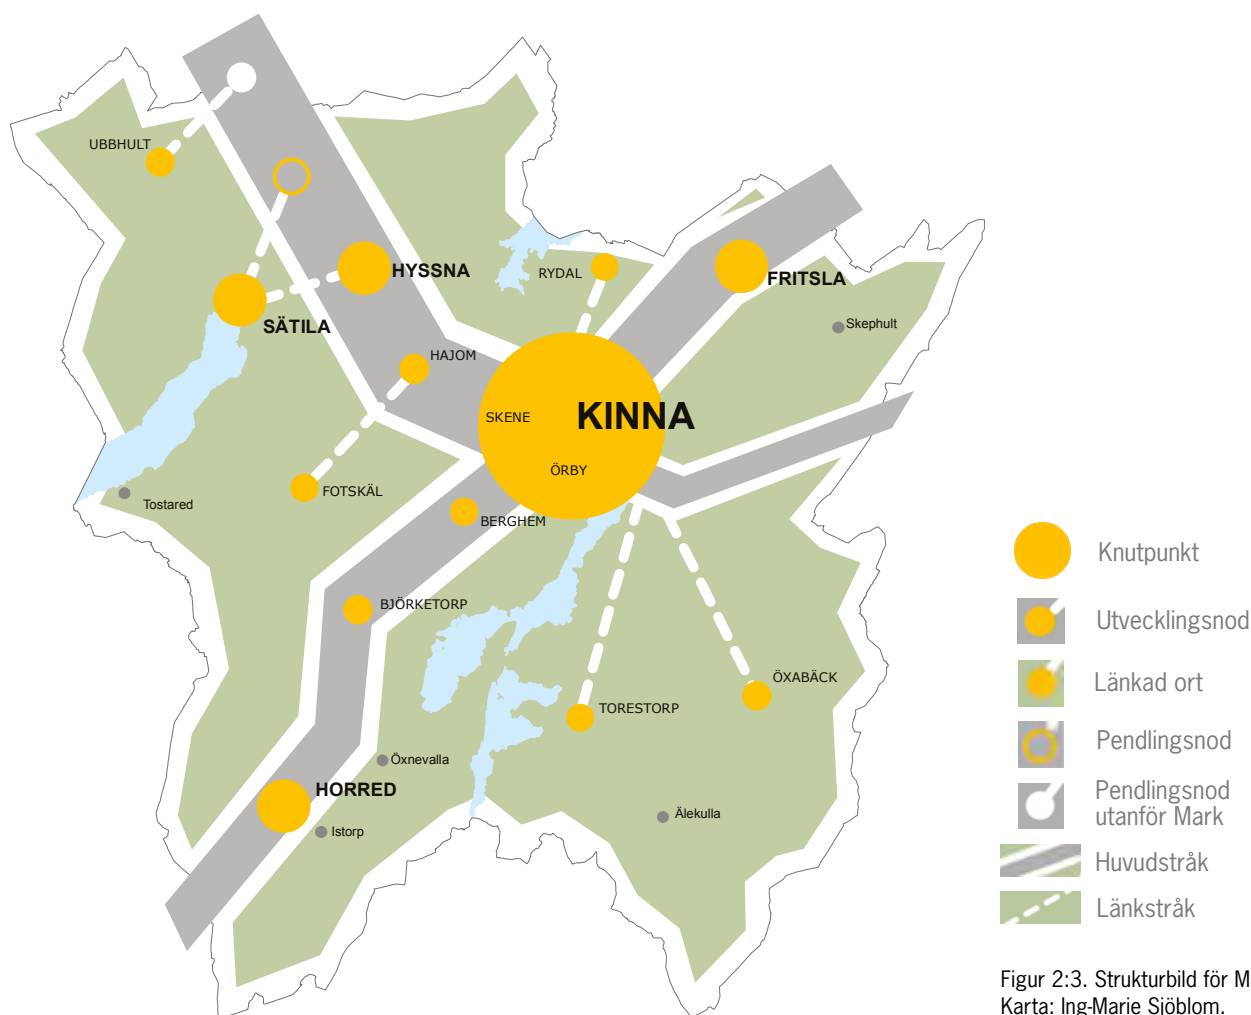 UBBHULT
HYSSNA
RYDAL
FRITSLA
SÄTILA
Skephult
HAJOM
SKENE
KINNA
ÖRBY
FOTSKÄL
Tostared
BERGHEM
BJÖRKETORP
ÖXABÄCK
TORESTORP
Öxnevalla
HORRED
Älekulla
Istorp
Knutpunkt
Utvecklingsnod
Länkad ort
Pendlingsnod
Pendlingsnod
utanför Mark
Huvudstråk
Länkstråk
Figur 2:3. Strukturbild för M
Karta: Ing-Marie Sjöblom.